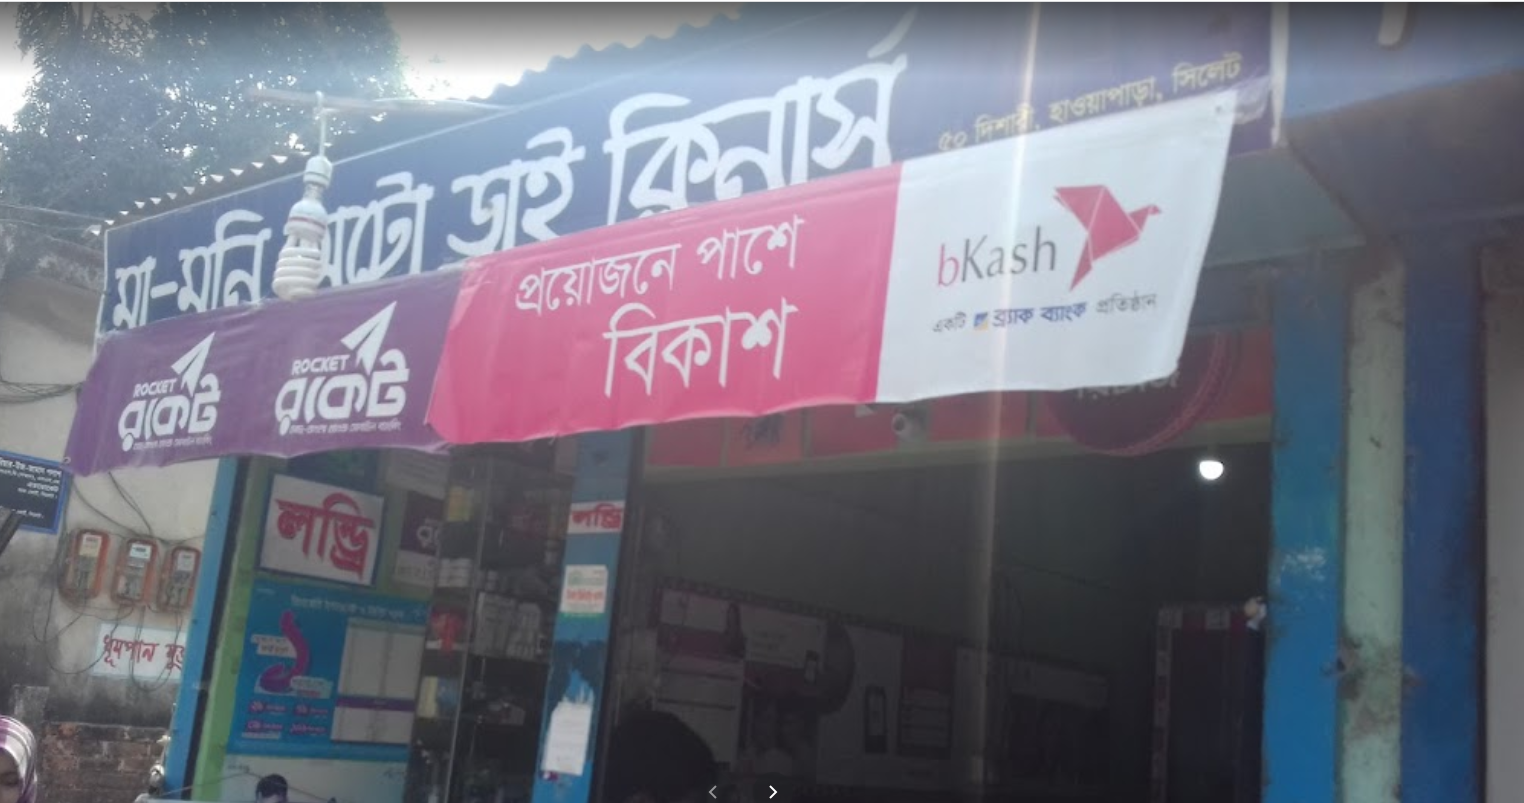 মা-মনি অটো ড্রাই ক্লিনার্স
৫০ দিশারী, হাওয়াপাড়া, সিলেট
ROCKET
রকেট
ROCKET
রকেট
প্রয়োজনে পাশে
বিকাশ
bKash
একটি ব্র্যাক ব্যাংক প্রতিষ্ঠান
লন্ড্রি
লন্ড্রি
ধূমপান মুক্ত